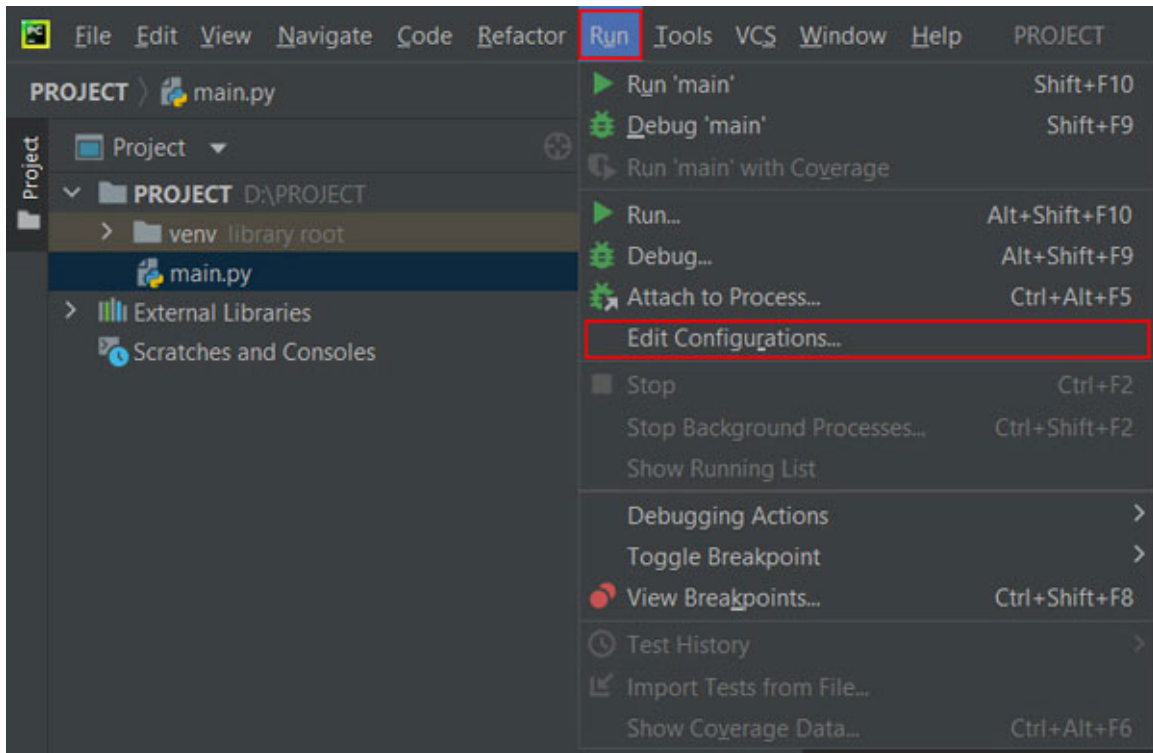 PC File Edit View Navigate Code Refactor Run Tools VCS Window Help PROJECT
PROJECT main.py
Project
Project
PROJECT D:\PROJECT
venv library root
main.py
External Libraries
Scratches and Consoles
Run 'main' Shift+F10
Debug 'main' Shift+F9
Run 'main' with Coverage
Run... Alt+Shift+F10
Debug... Alt+Shift+F9
Attach to Process... Ctrl+Alt+F5
Edit Configurations...
Stop Ctrl+F2
Stop Background Processes... Ctrl+Shift+F2
Show Running List
Debugging Actions
Toggle Breakpoint
View Breakpoints... Ctrl+Shift+F8
Test History
Import Tests from File...
Show Coverage Data... Ctrl+Alt+F6